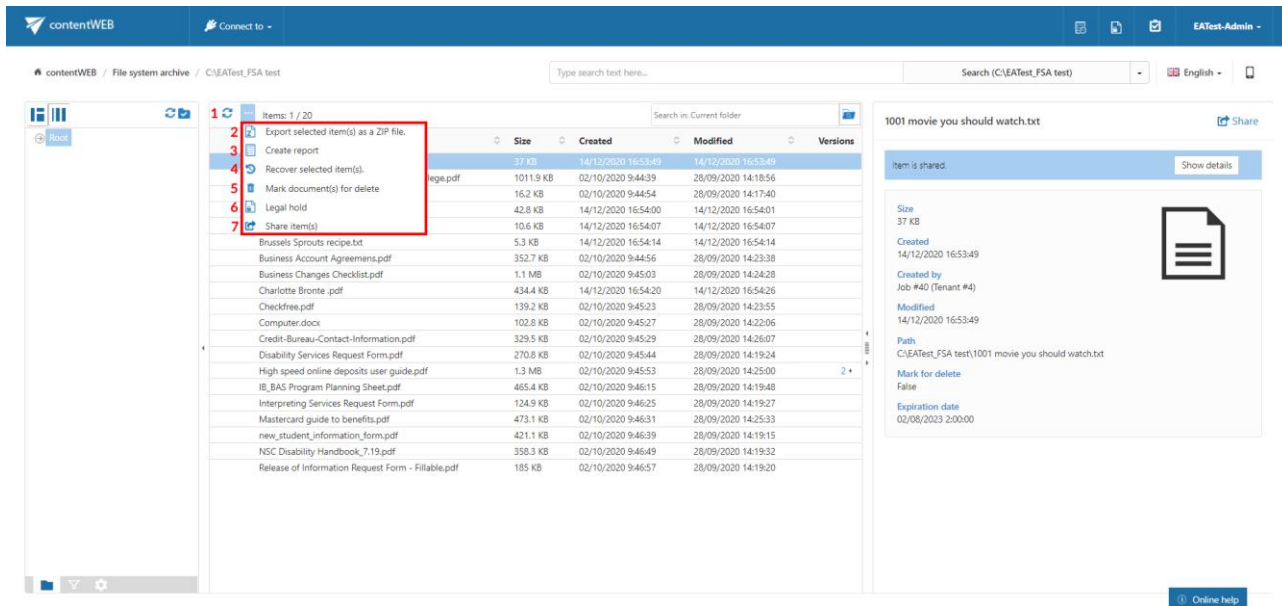 contentWEB Connect to EATest-Admin
contentWEB / File system archive / C:\EATest_FSA test Type search text here... Search (C:\EATest_FSA test) English
1 Items: 1 / 20 Search in: Current folder
2 Export selected item(s) as a ZIP file.
3 Create report
4 Recover selected item(s).
5 Mark document(s) for delete
6 Legal hold
7 Share item(s)
Root
Size Created Modified Versions
37 KB 14/12/2020 16:53:49 14/12/2020 16:53:49
lege.pdf 1011.9 KB 02/10/2020 9:44:39 28/09/2020 14:18:56
16.2 KB 02/10/2020 9:44:54 28/09/2020 14:17:40
42.8 KB 14/12/2020 16:54:00 14/12/2020 16:54:01
10.6 KB 14/12/2020 16:54:07 14/12/2020 16:54:07
Brussels Sprouts recipe.txt 5.3 KB 14/12/2020 16:54:14 14/12/2020 16:54:14
Business Account Agreemens.pdf 352.7 KB 02/10/2020 9:44:56 28/09/2020 14:23:38
Business Changes Checklist.pdf 1.1 MB 02/10/2020 9:45:03 28/09/2020 14:24:28
Charlotte Bronte .pdf 434.4 KB 14/12/2020 16:54:20 14/12/2020 16:54:26
Checkfree.pdf 139.2 KB 02/10/2020 9:45:23 28/09/2020 14:23:55
Computer.docx 102.8 KB 02/10/2020 9:45:27 28/09/2020 14:22:06
Credit-Bureau-Contact-Information.pdf 329.5 KB 02/10/2020 9:45:29 28/09/2020 14:26:07
Disability Services Request Form.pdf 270.8 KB 02/10/2020 9:45:44 28/09/2020 14:19:24
High speed online deposits user guide.pdf 1.3 MB 02/10/2020 9:45:53 28/09/2020 14:25:00 2
IB_BAS Program Planning Sheet.pdf 465.4 KB 02/10/2020 9:46:15 28/09/2020 14:19:48
Interpreting Services Request Form.pdf 124.9 KB 02/10/2020 9:46:25 28/09/2020 14:19:27
Mastercard guide to benefits.pdf 473.1 KB 02/10/2020 9:46:31 28/09/2020 14:25:33
new_student_information_form.pdf 421.1 KB 02/10/2020 9:46:39 28/09/2020 14:19:15
NSC Disability Handbook_7.19.pdf 358.3 KB 02/10/2020 9:46:49 28/09/2020 14:19:32
Release of Information Request Form - Fillable.pdf 185 KB 02/10/2020 9:46:57 28/09/2020 14:19:20
1001 movie you should watch.txt Share
Item is shared. Show details
Size
37 KB
Created
14/12/2020 16:53:49
Created by
Job #40 (Tenant #4)
Modified
14/12/2020 16:53:49
Path
C:\EATest_FSA test\1001 movie you should watch.txt
Mark for delete
False
Expiration date
02/08/2023 2:00:00
Online help